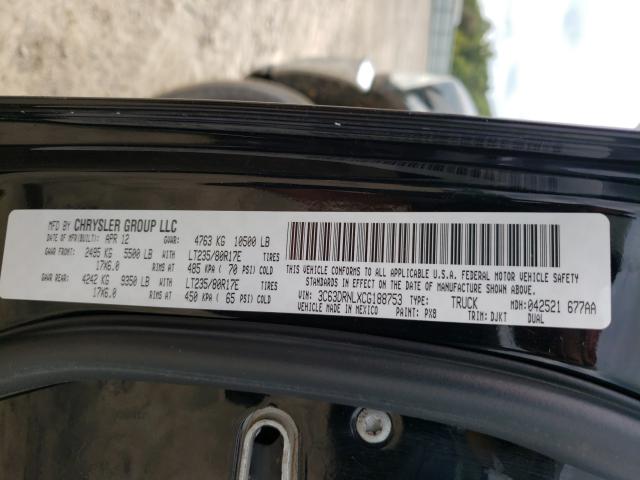 MFD BY CHRYSLER GROUP LLC
DATE OF MFR(BUILT): APR 12 GVWR: 4763 KG 10500 LB
GAWR FRONT: 2495 KG 5500 LB LT235/80R17E TIRES
17X6.0 RIMS AT 485 KPA ( 70 PSI) COLD
GAWR REAR: 4242 KG 9350 LB LT235/80R17E TIRES
17X6.0 RIMS AT 450 KPA ( 65 PSI) COLD
THIS VEHICLE CONFORMS TO ALL APPLICABLE U.S.A. FEDERAL MOTOR VEHICLE SAFETY
STANDARDS IN EFFECT ON THE DATE OF MANUFACTURE SHOWN ABOVE.
VIN: 3C63DRNLXCG188753 TYPE: TRUCK MDH:042521 677AA
VEHICLE MADE IN MEXICO PAINT: PX8 TRIM: DJKT DUAL